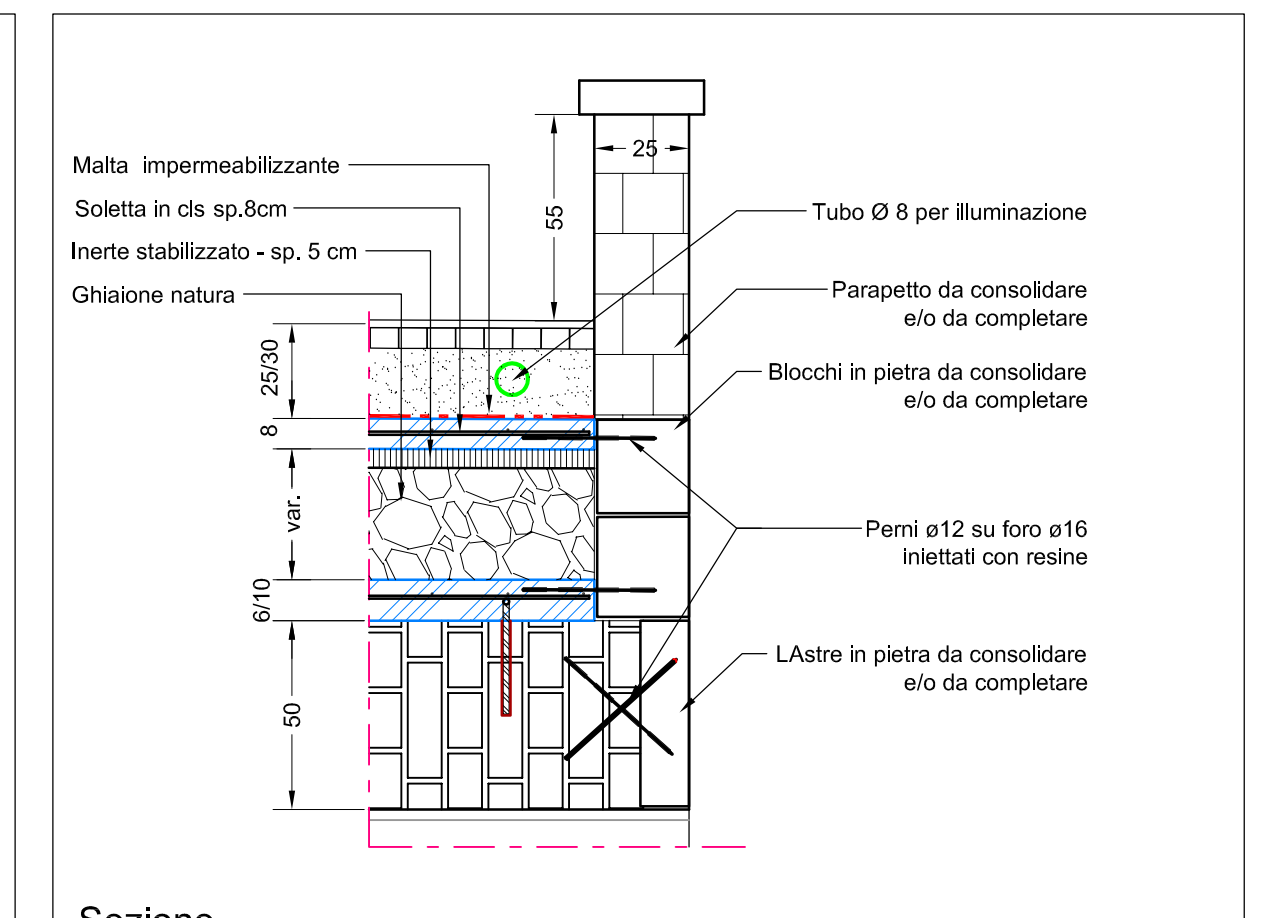 25
55
Malta impermeabilizzante
Soletta in cls sp.8cm
Inerte stabilizzato - sp. 5 cm
Ghiaione natura
25/30
8
var.
6/10
50
Tubo Ø 8 per illuminazione
Parapetto da consolidare
e/o da completare
Blocchi in pietra da consolidare
e/o da completare
Perni ø12 su foro ø16
iniettati con resine
LAstre in pietra da consolidare
e/o da completare
Sezione